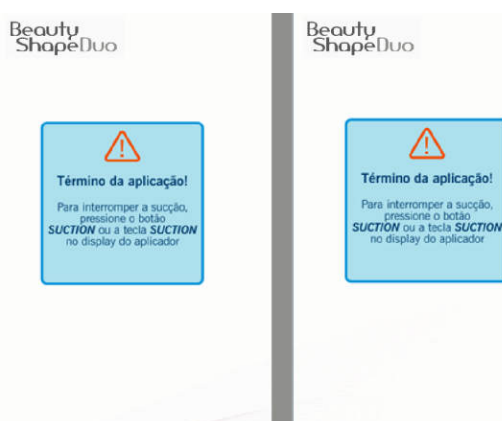 Beauty
ShapeDuo
Término da aplicação!
Para interromper a sucção,
pressione o botão
SUCTION ou a tecla SUCTION
no display do aplicador
Beauty
ShapeDuo
Término da aplicação!
Para interromper a sucção,
pressione o botão
SUCTION ou a tecla SUCTION
no display do aplicador